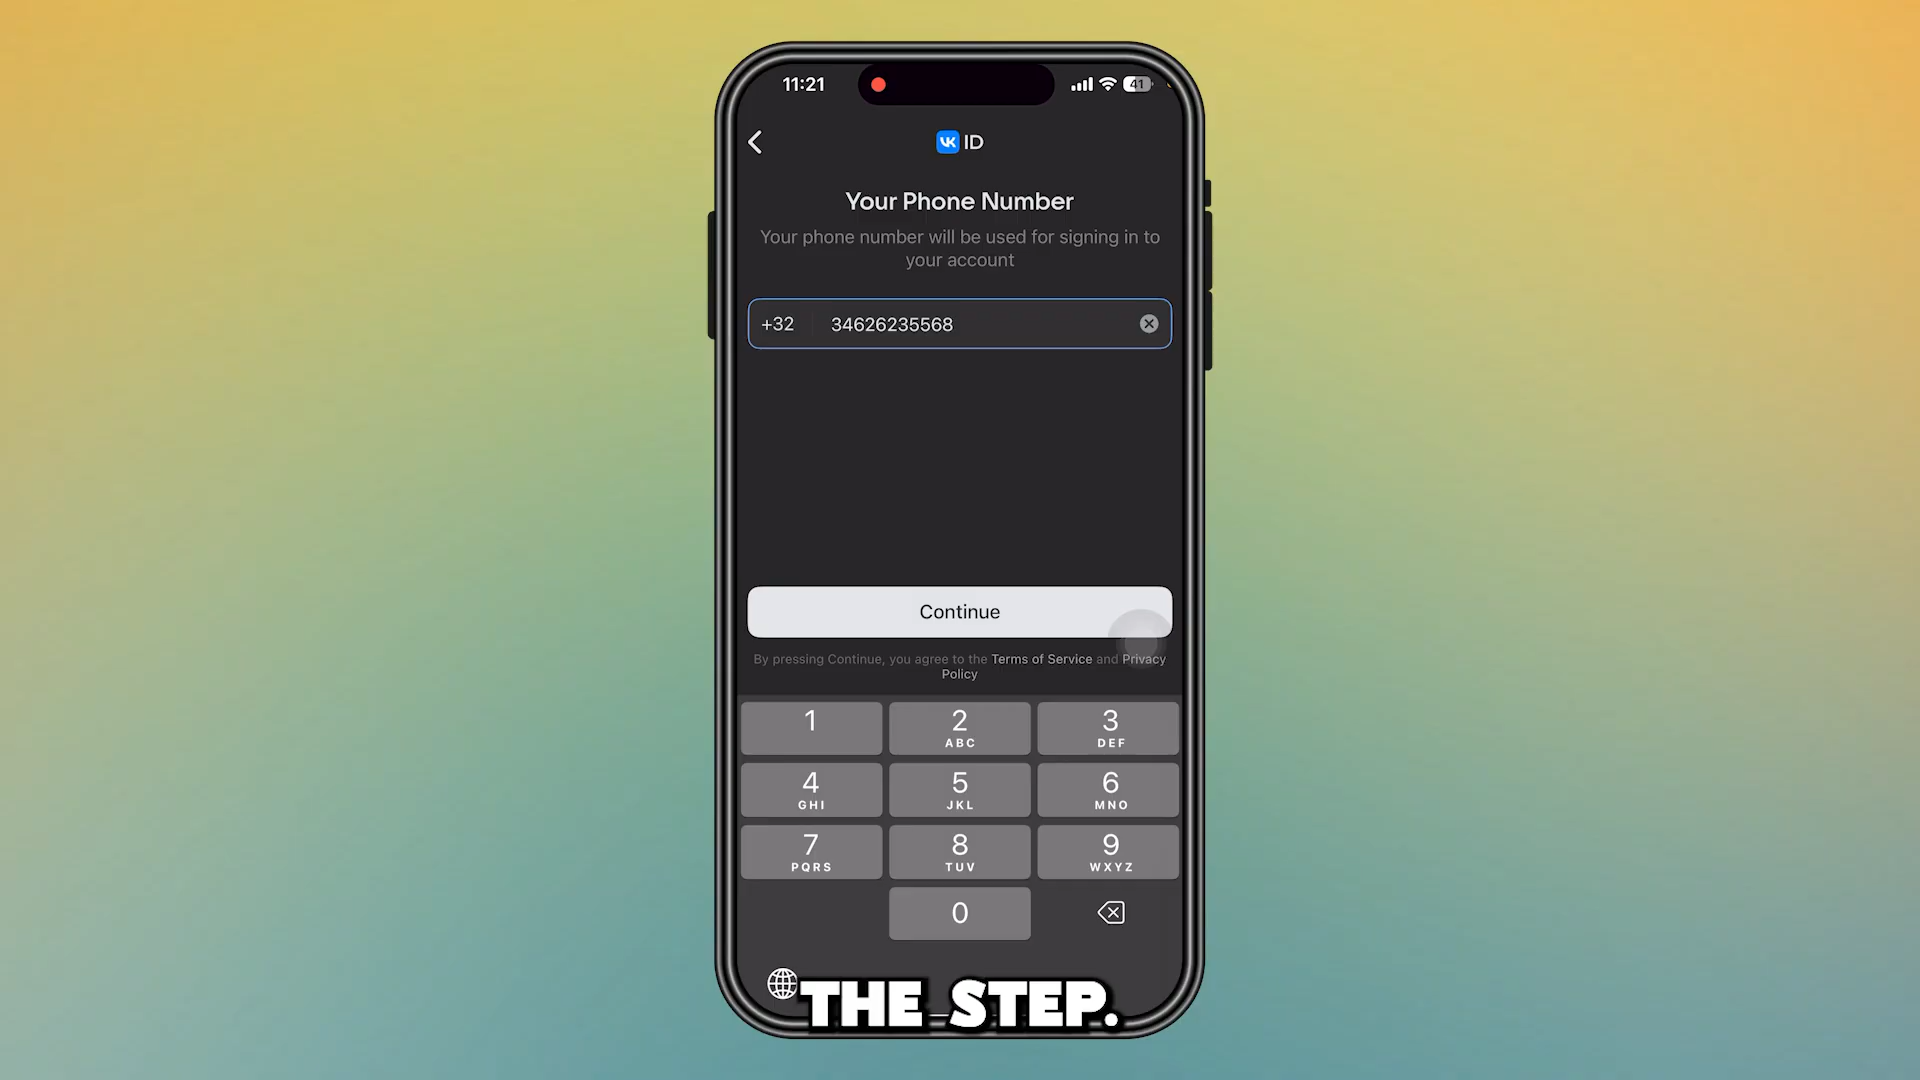 11:21
41
VK ID
Your Phone Number
Your phone number will be used for signing in to
your account
+32 34626235568
Continue
By pressing Continue, you agree to the Terms of Service and Privacy
Policy
1
2
ABC
3
DEF
4
GHI
5
JKL
6
MNO
7
PQRS
8
TUV
9
WXYZ
0
THE STEP.